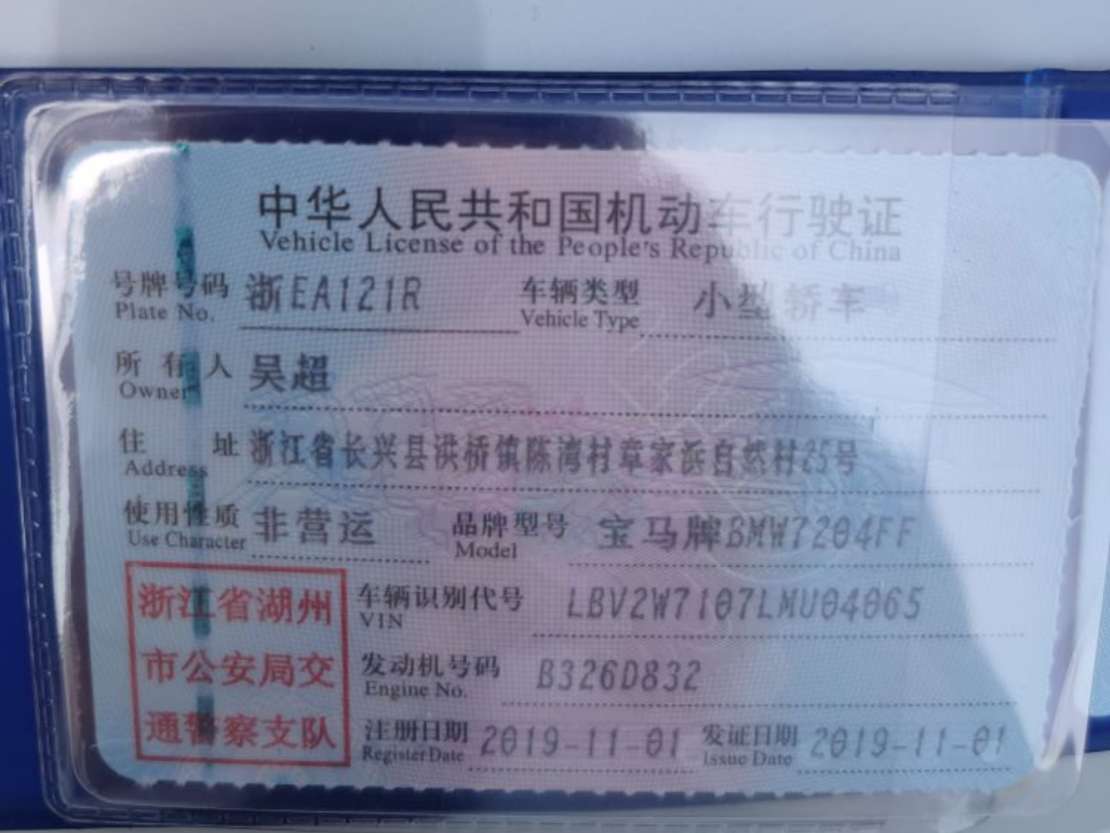 中华人民共和国机动车行驶证
Vehicle License of the People's Republic of China
号牌号码 浙EA121R 车辆类型 小型轿车
Plate No. Vehicle Type
所有人 吴超
Owner
住址 浙江省长兴县洪桥镇陈湾村章家浜自然村25号
Address
使用性质 非营运 品牌型号 宝马牌BMW7204FF
Use Character Model
浙江省湖州
市公安局交
通警察支队
车辆识别代号 LBV2W7107LMU04065
VIN
发动机号码 B326D832
Engine No.
注册日期 2019-11-01 发证日期 2019-11-01
Register Date Issue Date